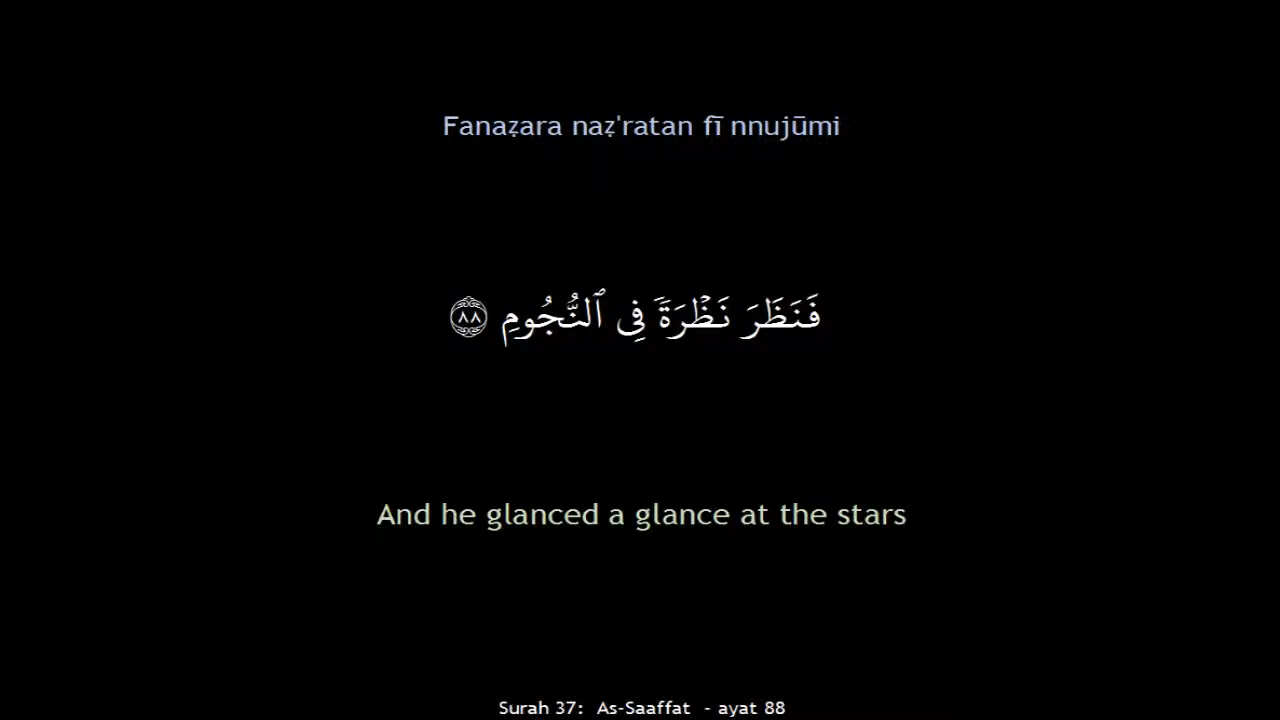 Fanaẓara naẓ'ratan fī nnujūmi
فَنَظَرَ نَظْرَةً فِى ٱلنُّجُومِ ٨٨
And he glanced a glance at the stars
Surah 37: As-Saaffat - ayat 88